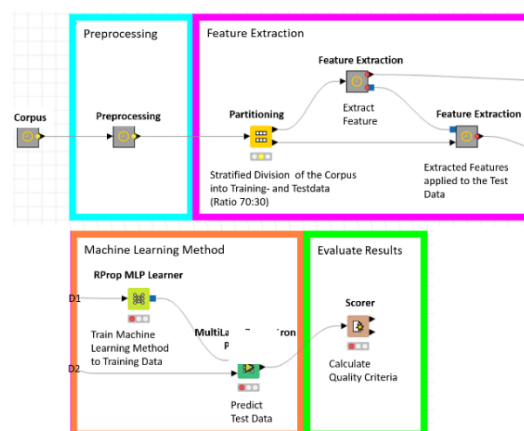 Preprocessing
Feature Extraction
Feature Extraction
Extract
Feature
Corpus
Preprocessing
Partitioning
Feature Extraction
Stratified Division of the Corpus
into Training- and Testdata
(Ratio 70:30)
Extracted Features
applied to the Test
Data
Machine Learning Method
Evaluate Results
RProp MLP Learner
D1
Scorer
Train Machine
Learning Method
to Training Data
Calculate
Quality Criteria
D2
Predict
Test Data